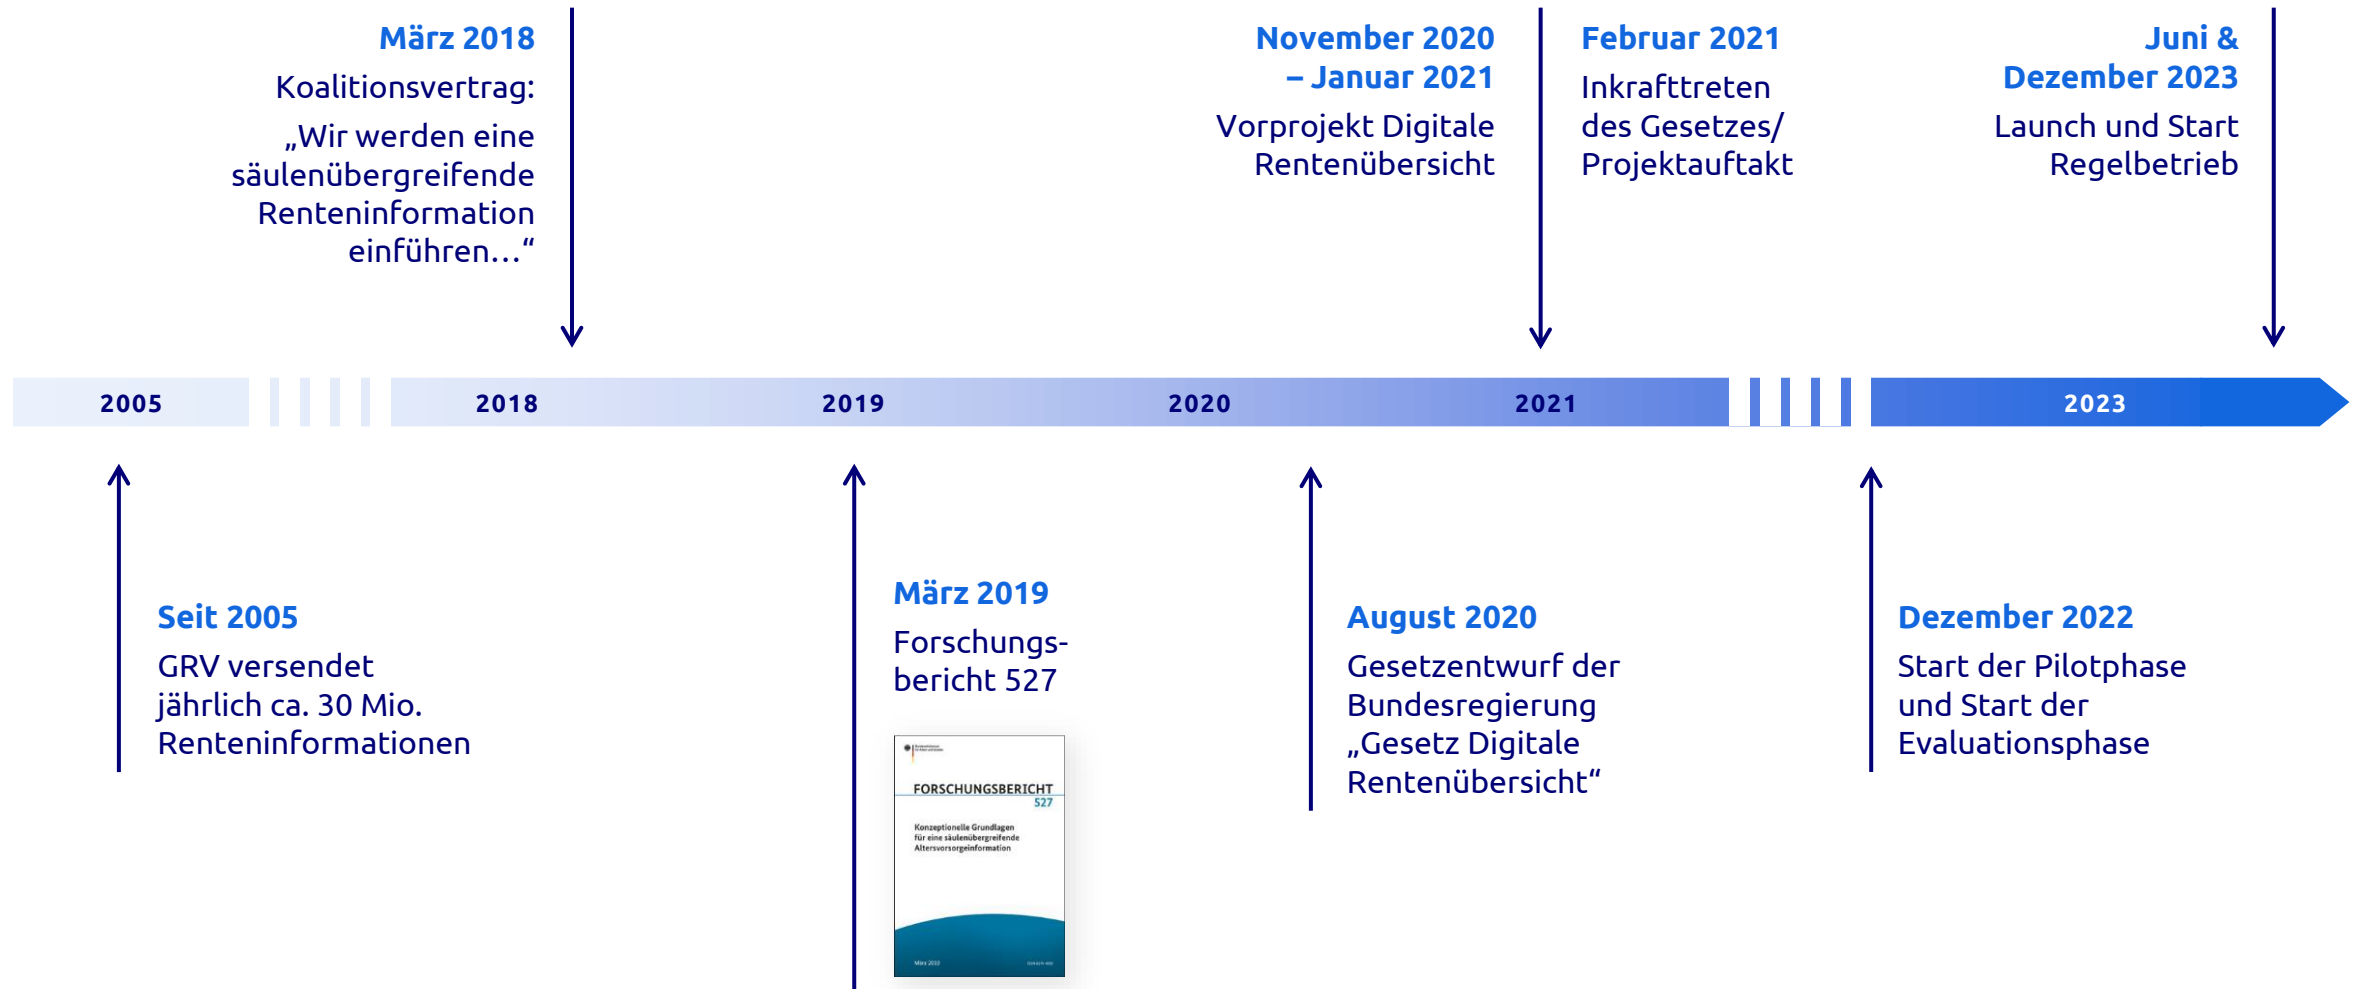 März 2018
Koalitionsvertrag:
„Wir werden eine
säulenübergreifende
Renteninformation
einführen…“
November 2020
– Januar 2021
Vorprojekt Digitale
Rentenübersicht
Februar 2021
Inkrafttreten
des Gesetzes/
Projektauftakt
Juni &
Dezember 2023
Launch und Start
Regelbetrieb
2005
2018
2019
2020
2021
2023
Seit 2005
GRV versendet
jährlich ca. 30 Mio.
Renteninformationen
März 2019
Forschungs-
bericht 527
FORSCHUNGSBERICHT
527
Konzeptionelle Grundlagen
für eine säulenübergreifende
Altersvorsorgeinformation
August 2020
Gesetzentwurf der
Bundesregierung
„Gesetz Digitale
Rentenübersicht“
Dezember 2022
Start der Pilotphase
und Start der
Evaluationsphase